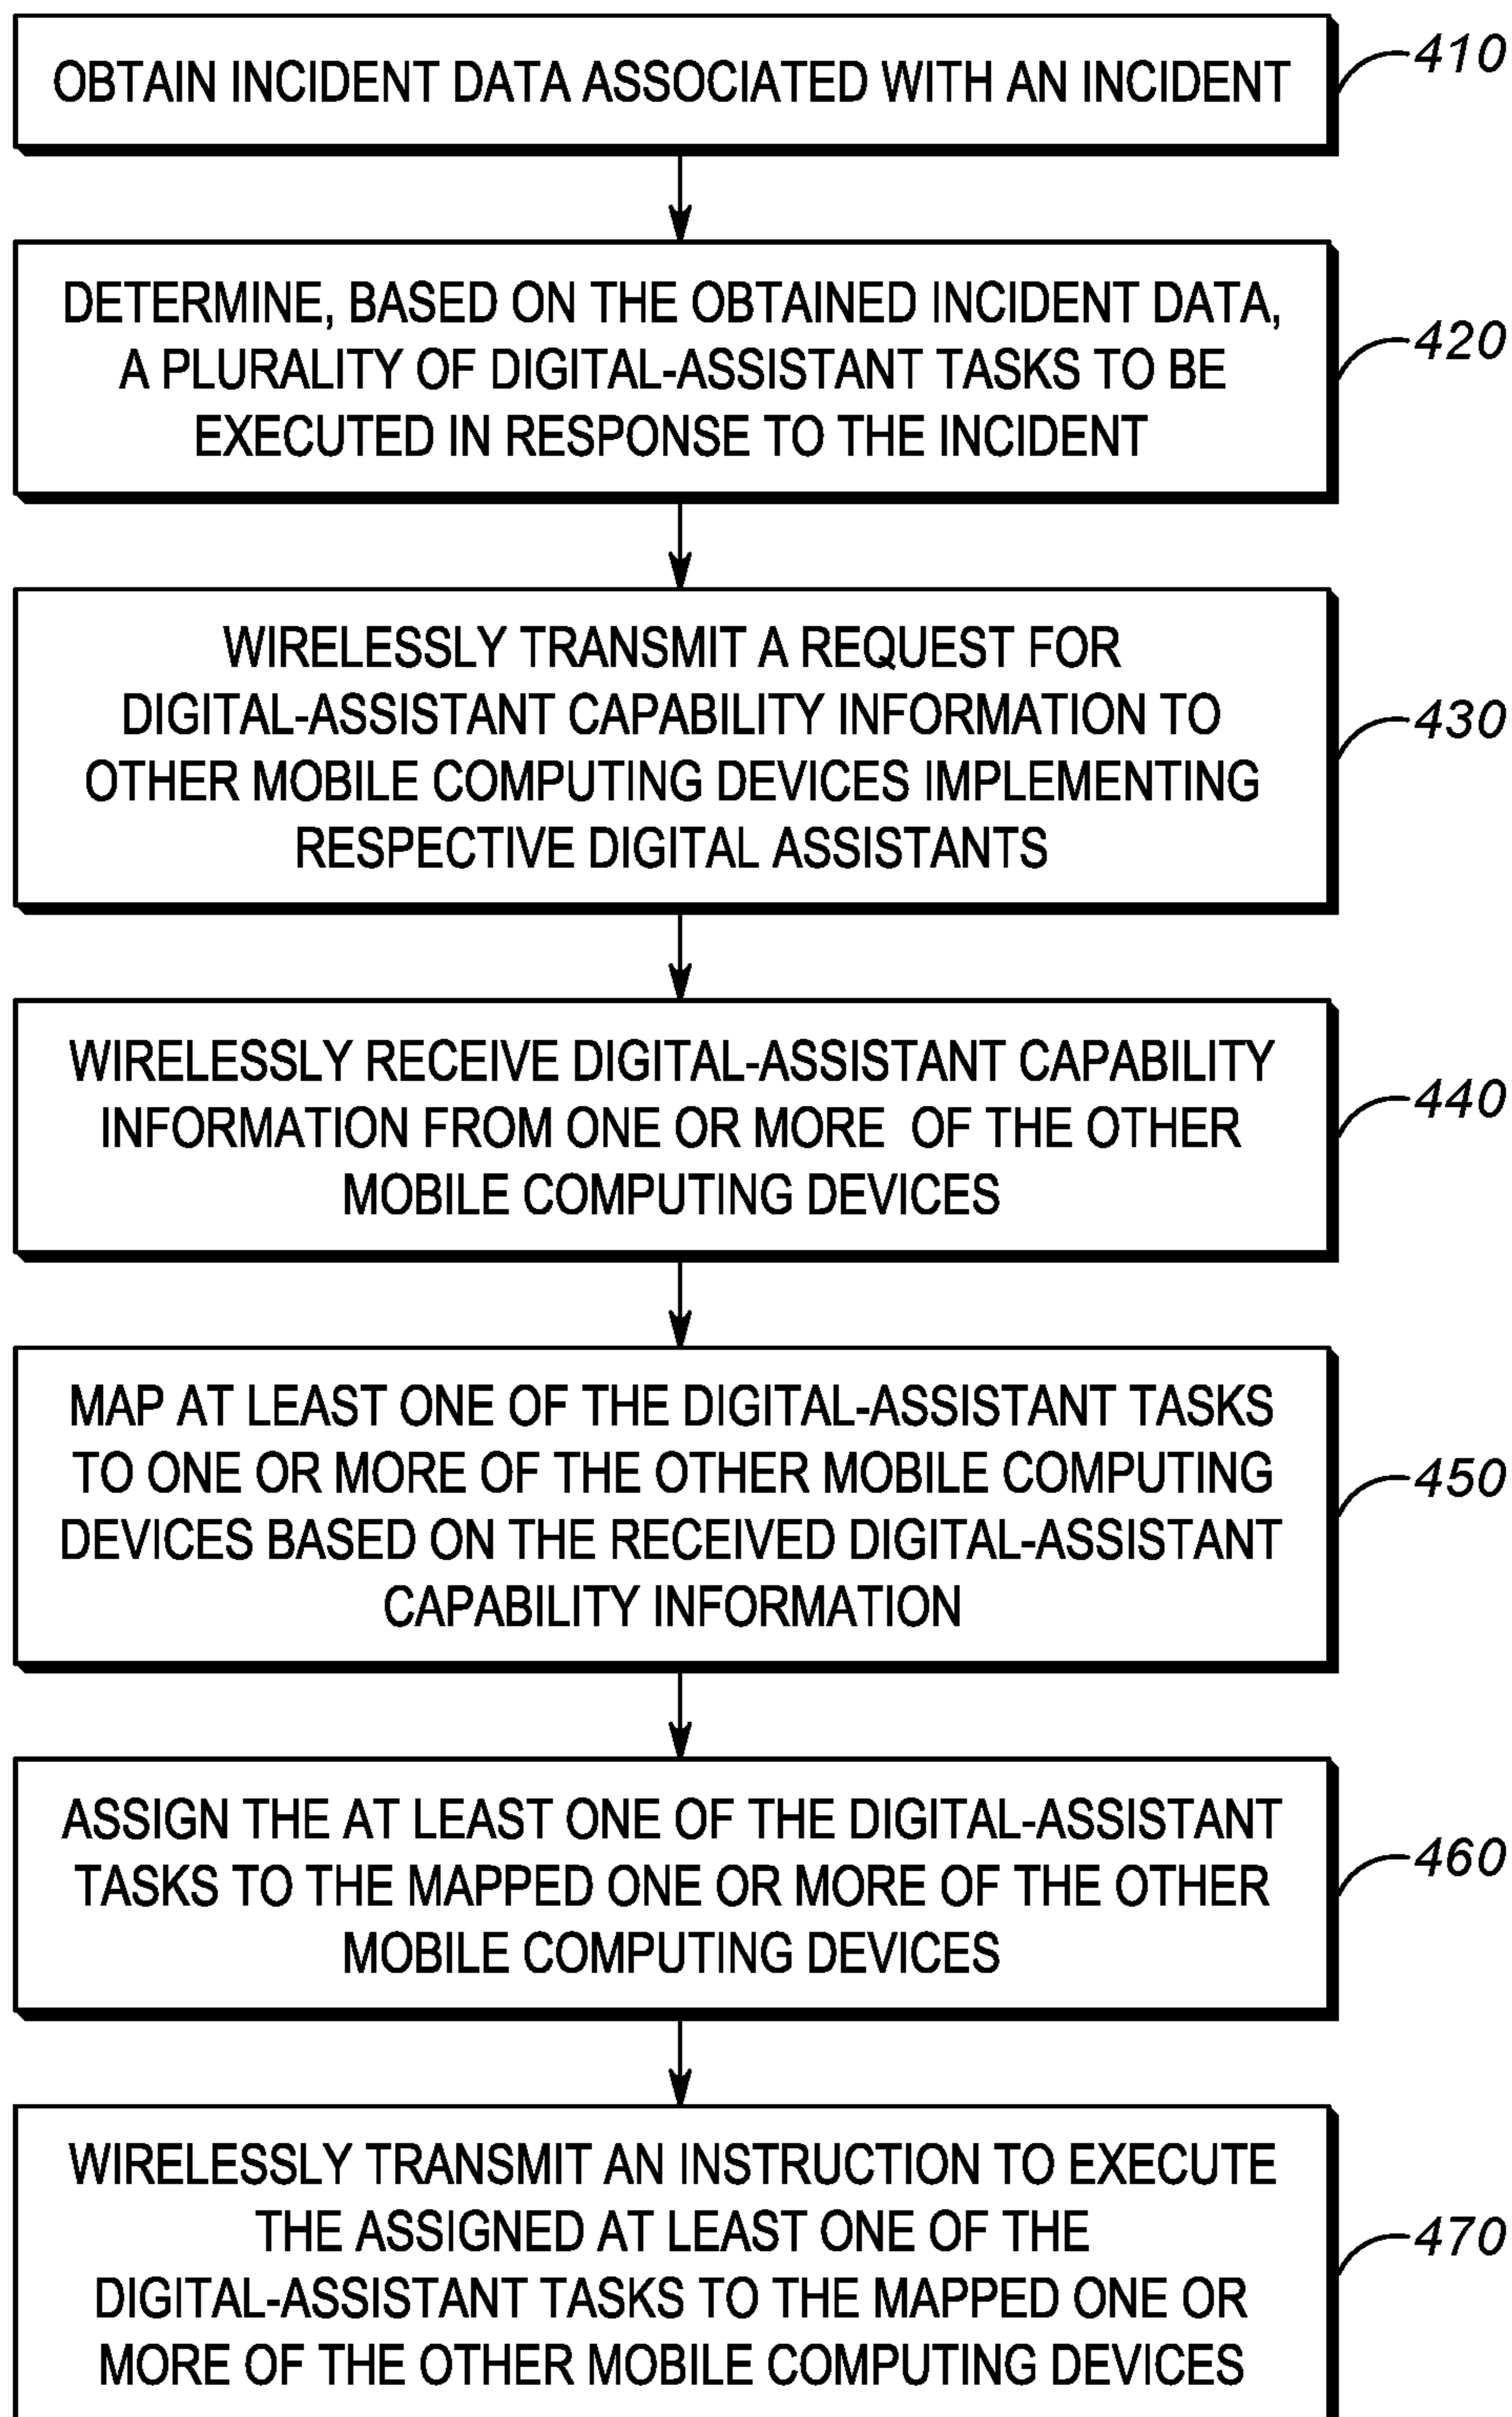 OBTAIN INCIDENT DATA ASSOCIATED WITH AN INCIDENT
410
DETERMINE, BASED ON THE OBTAINED INCIDENT DATA,
A PLURALITY OF DIGITAL-ASSISTANT TASKS TO BE
EXECUTED IN RESPONSE TO THE INCIDENT
420
WIRELESSLY TRANSMIT A REQUEST FOR
DIGITAL-ASSISTANT CAPABILITY INFORMATION TO
OTHER MOBILE COMPUTING DEVICES IMPLEMENTING
RESPECTIVE DIGITAL ASSISTANTS
430
WIRELESSLY RECEIVE DIGITAL-ASSISTANT CAPABILITY
INFORMATION FROM ONE OR MORE OF THE OTHER
MOBILE COMPUTING DEVICES
440
MAP AT LEAST ONE OF THE DIGITAL-ASSISTANT TASKS
TO ONE OR MORE OF THE OTHER MOBILE COMPUTING
DEVICES BASED ON THE RECEIVED DIGITAL-ASSISTANT
CAPABILITY INFORMATION
450
ASSIGN THE AT LEAST ONE OF THE DIGITAL-ASSISTANT
TASKS TO THE MAPPED ONE OR MORE OF THE OTHER
MOBILE COMPUTING DEVICES
460
WIRELESSLY TRANSMIT AN INSTRUCTION TO EXECUTE
THE ASSIGNED AT LEAST ONE OF THE
DIGITAL-ASSISTANT TASKS TO THE MAPPED ONE OR
MORE OF THE OTHER MOBILE COMPUTING DEVICES
470